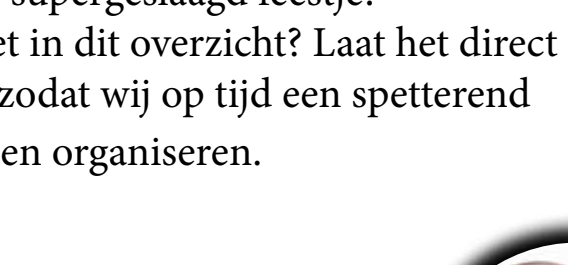 supergeslaagd feestje!
et in dit overzicht? Laat het direct
zodat wij op tijd een spetterend
en organiseren.